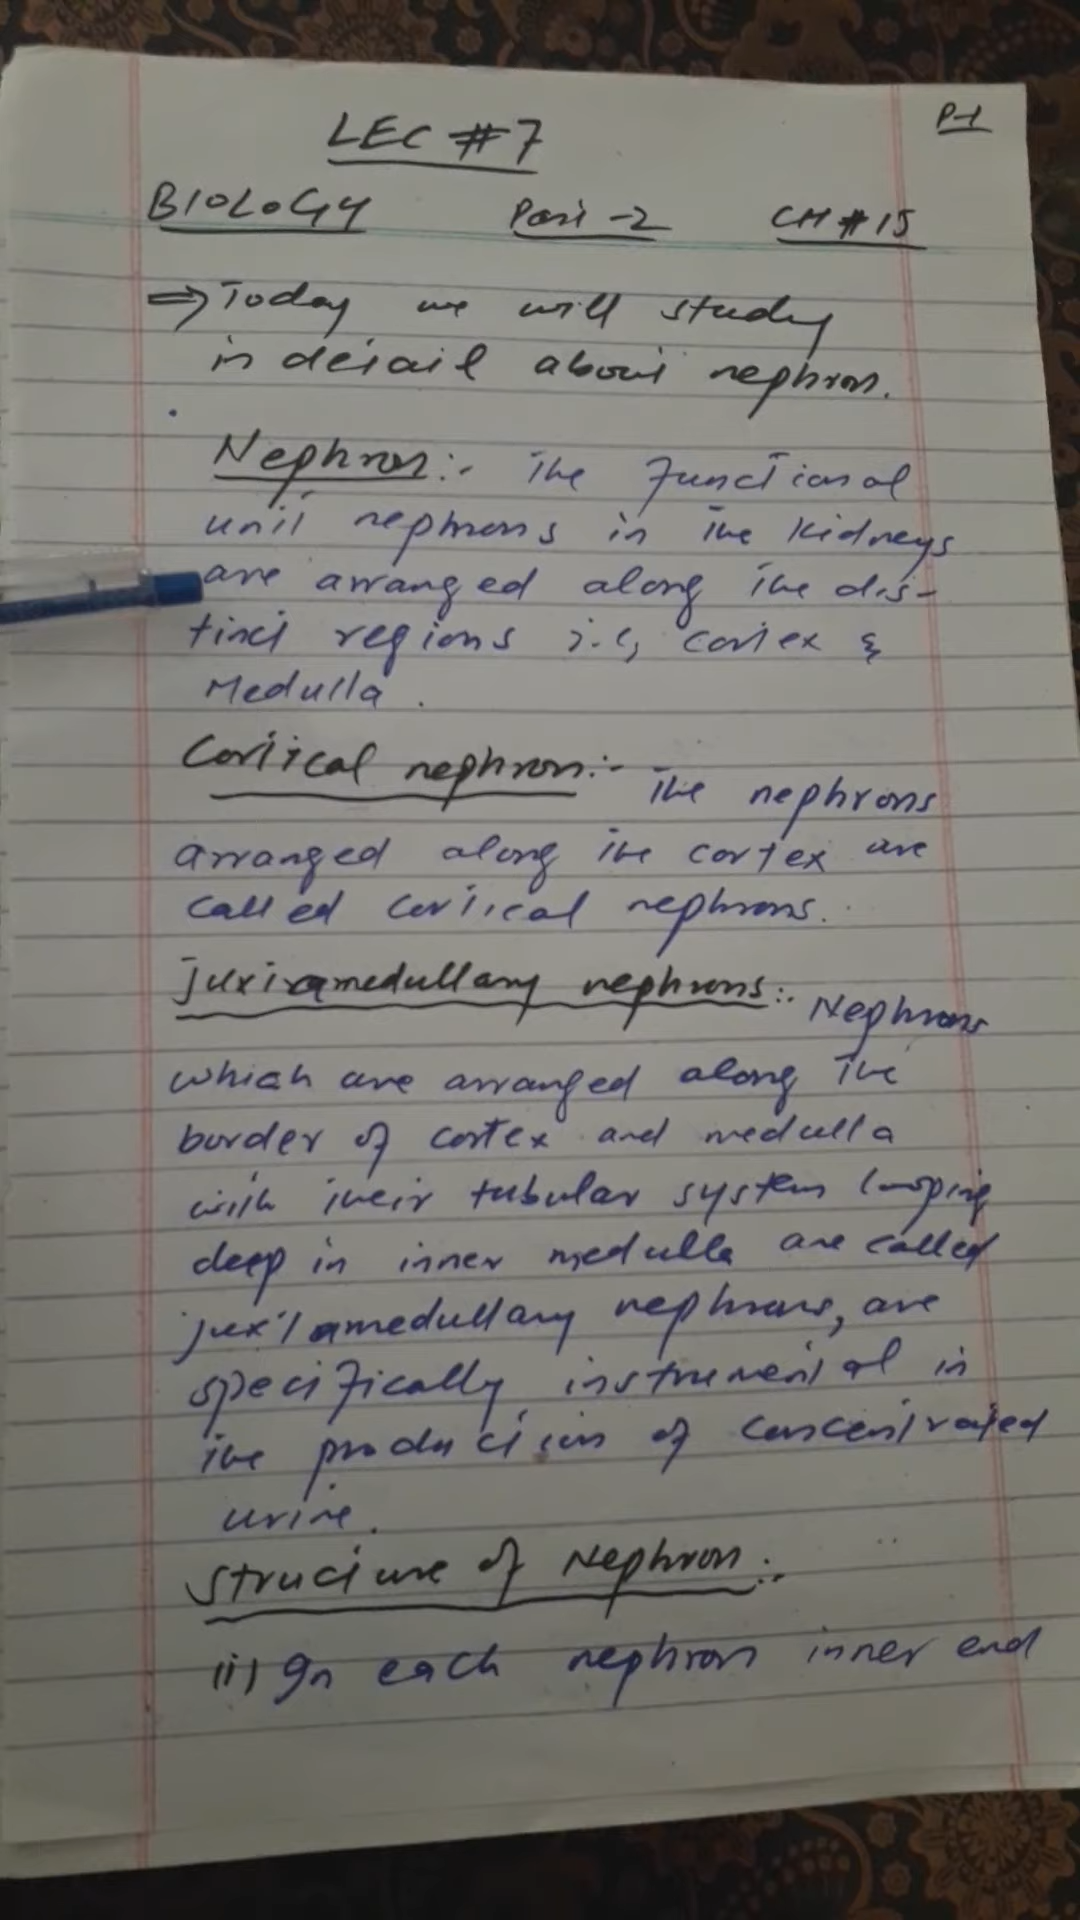 P-1
LEC #7
BIOLOGY Part-2 CH #15
⇒ Today we will study
in detail about nephron.
Nephron:- The functional
unit nephrons in the kidneys
are arranged along the dis-
tinct regions i.e, cortex &
Medulla.
Cortical nephron:- The nephrons
arranged along the cortex are
called cortical nephrons.
juxtamedullary nephrons:- Nephrons
which are arranged along the
border of cortex and medulla
with their tubular system looping
deep in inner medulla are called
juxtamedullary nephrons, are
specifically instrumental in
the production of concentrated
urine.
Structure of Nephron:-
(i) In each nephron inner end